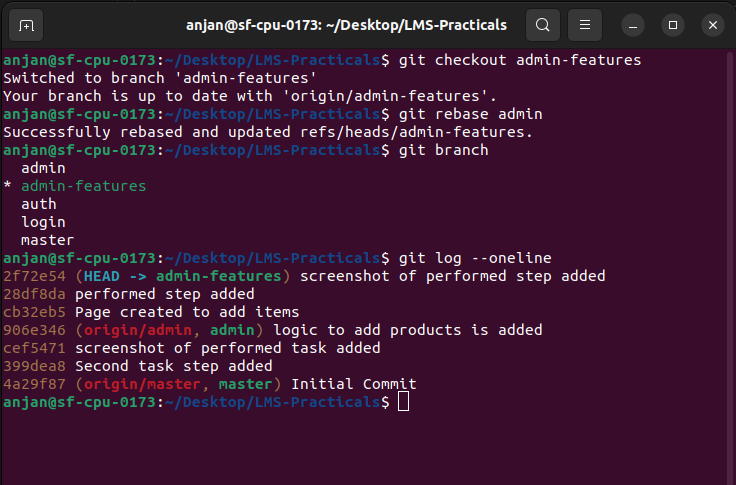 anjan@sf-cpu-0173: ~/Desktop/LMS-Practicals
anjan@sf-cpu-0173:~/Desktop/LMS-Practicals$ git checkout admin-features
Switched to branch 'admin-features'
Your branch is up to date with 'origin/admin-features'.
anjan@sf-cpu-0173:~/Desktop/LMS-Practicals$ git rebase admin
Successfully rebased and updated refs/heads/admin-features.
anjan@sf-cpu-0173:~/Desktop/LMS-Practicals$ git branch
  admin
* admin-features
  auth
  login
  master
anjan@sf-cpu-0173:~/Desktop/LMS-Practicals$ git log --oneline
2f72e54 (HEAD -> admin-features) screenshot of performed step added
28df8da performed step added
cb32eb5 Page created to add items
906e346 (origin/admin, admin) logic to add products is added
cef5471 screenshot of performed task added
399dea8 Second task step added
4a29f87 (origin/master, master) Initial Commit
anjan@sf-cpu-0173:~/Desktop/LMS-Practicals$